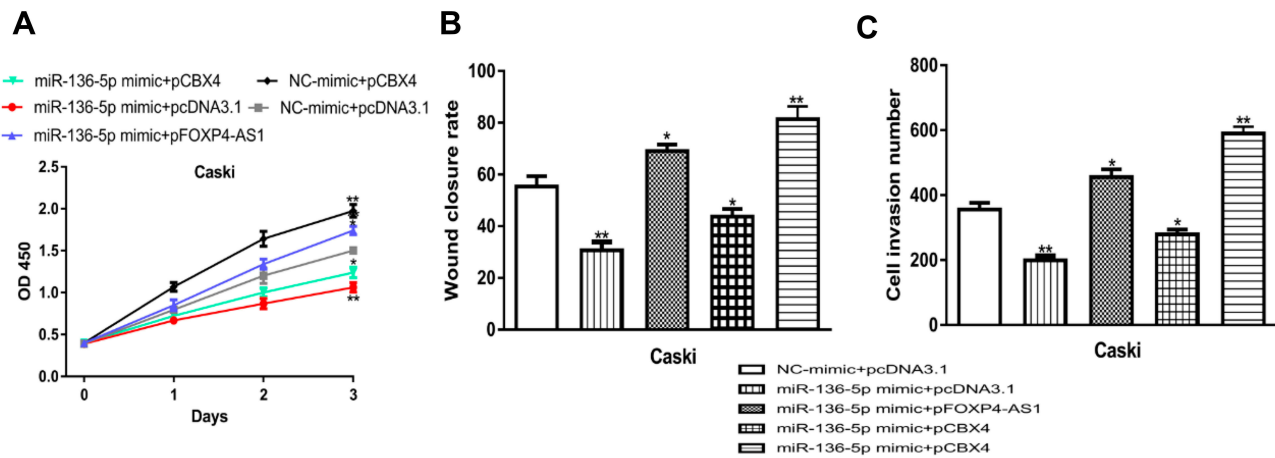 A
miR-136-5p mimic+pCBX4
NC-mimic+pCBX4
miR-136-5p mimic+pcDNA3.1
NC-mimic+pcDNA3.1
miR-136-5p mimic+pFOXP4-AS1
Caski
OD 450
2.5
2.0
1.5
1.0
0.5
0.0
**
*
*
**
0
1
2
3
Days
B
Wound closure rate
100
80
60
40
20
0
**
*
*
**
Caski
C
Cell invasion number
800
600
400
200
0
**
*
*
**
Caski
NC-mimic+pcDNA3.1
miR-136-5p mimic+pcDNA3.1
miR-136-5p mimic+pFOXP4-AS1
miR-136-5p mimic+pCBX4
miR-136-5p mimic+pCBX4